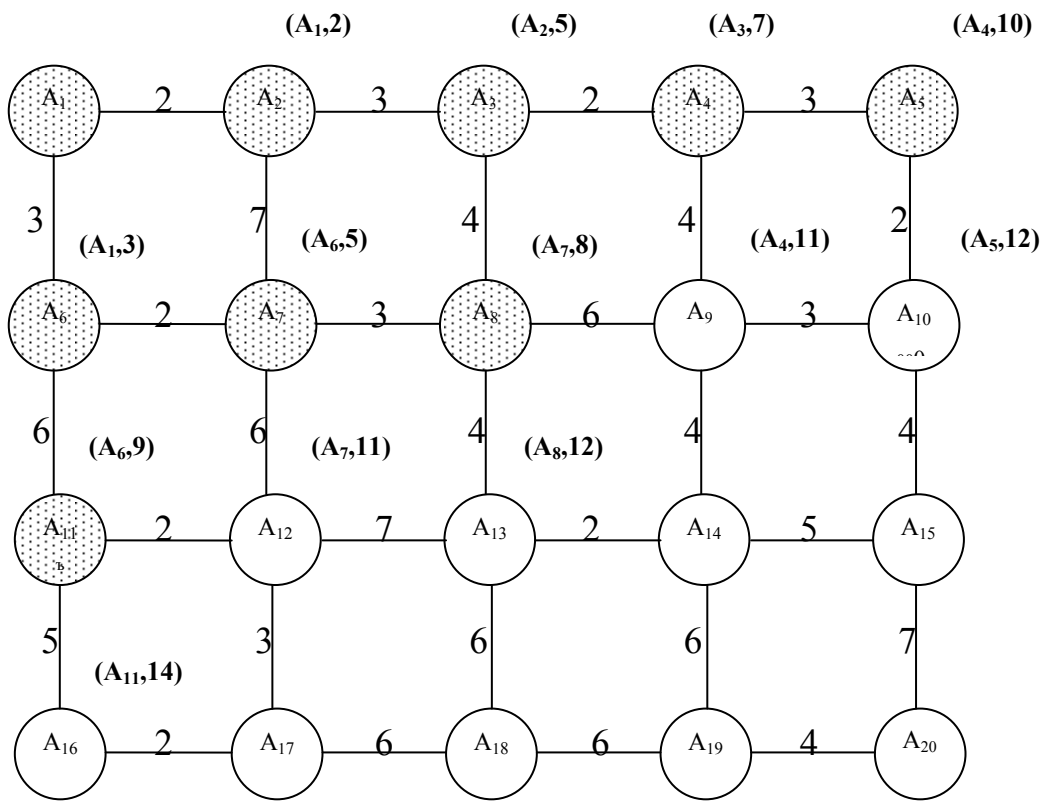 (A₁,2) (A₂,5) (A₃,7) (A₄,10)
A₁ 2 A₂ 3 A₃ 2 A₄ 3 A₅
3 7 4 4 2
(A₁,3) (A₆,5) (A₇,8) (A₄,11) (A₅,12)
A₆ 2 A₇ 3 A₈ 6 A₉ 3 A₁₀
6 6 4 4 4
(A₆,9) (A₇,11) (A₈,12)
A₁₁ 2 A₁₂ 7 A₁₃ 2 A₁₄ 5 A₁₅
5 3 6 6 7
(A₁₁,14)
A₁₆ 2 A₁₇ 6 A₁₈ 6 A₁₉ 4 A₂₀